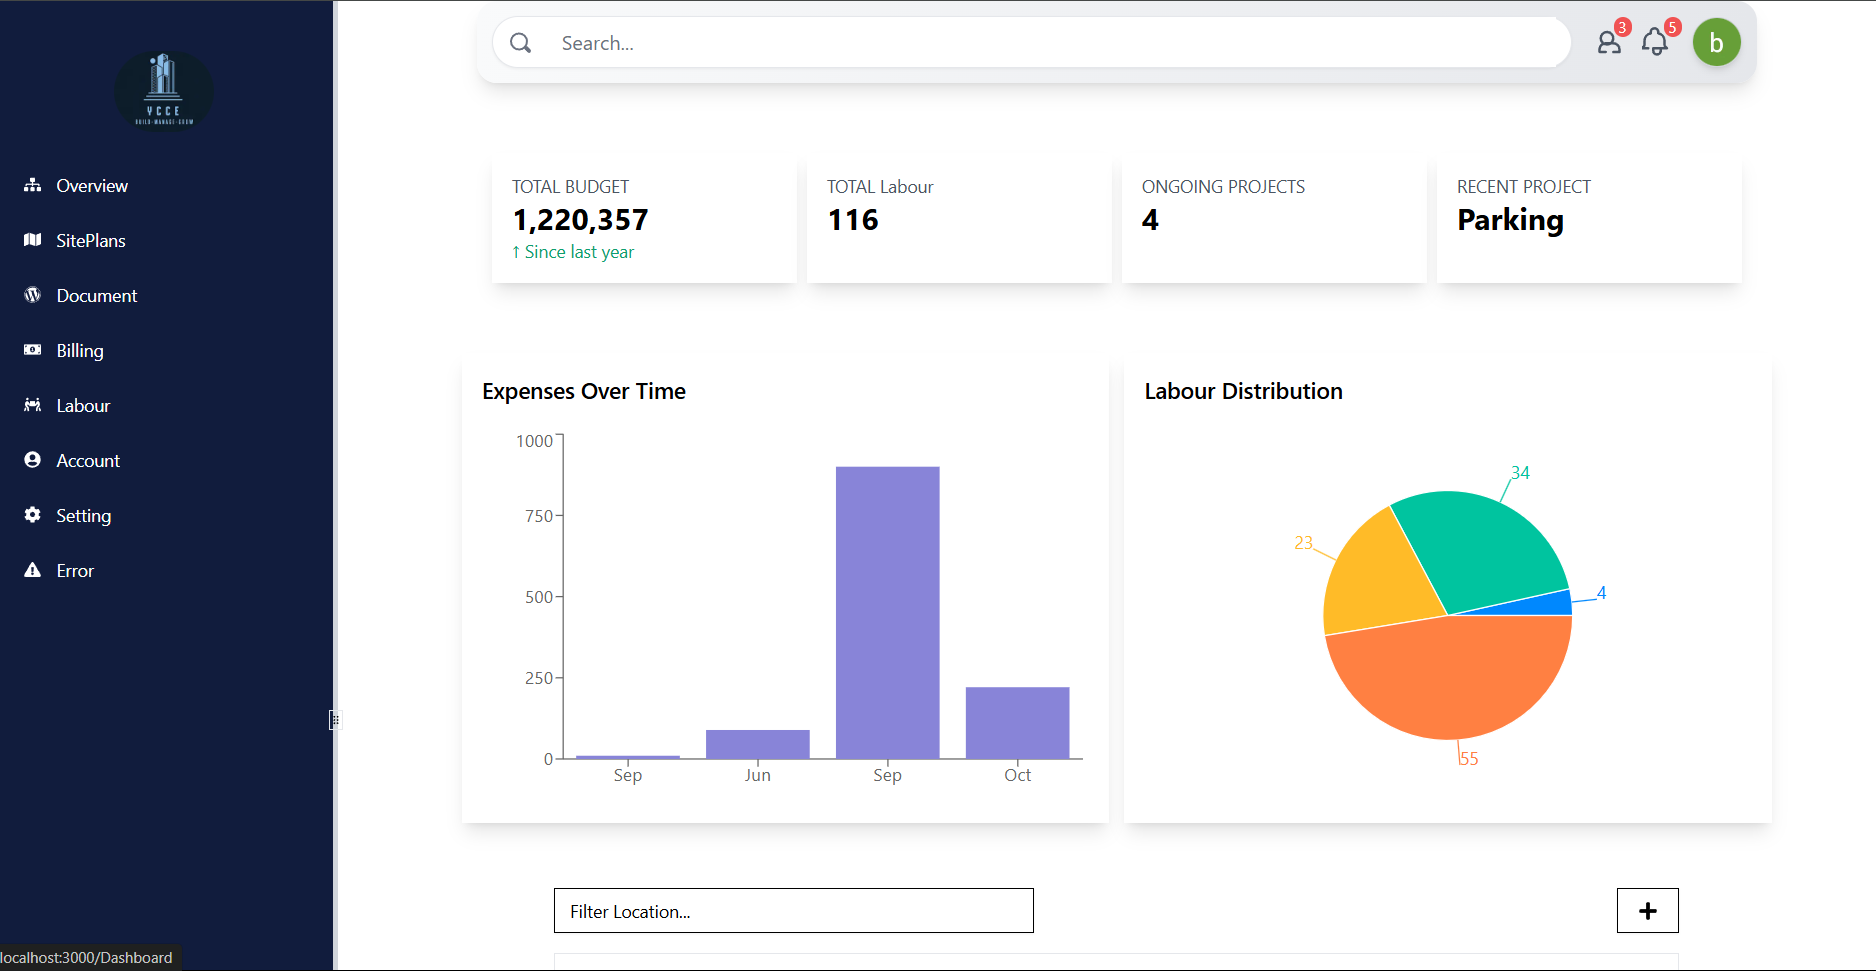 YCCE
BUILD-MANAGE-GROW
Overview
SitePlans
Document
Billing
Labour
Account
Setting
Error
localhost:3000/Dashboard
Search...
3
5
b
TOTAL BUDGET
1,220,357
↑ Since last year
TOTAL Labour
116
ONGOING PROJECTS
4
RECENT PROJECT
Parking
Expenses Over Time
1000
750
500
250
0
Sep Jun Sep Oct
Labour Distribution
34
23
4
55
Filter Location...
+